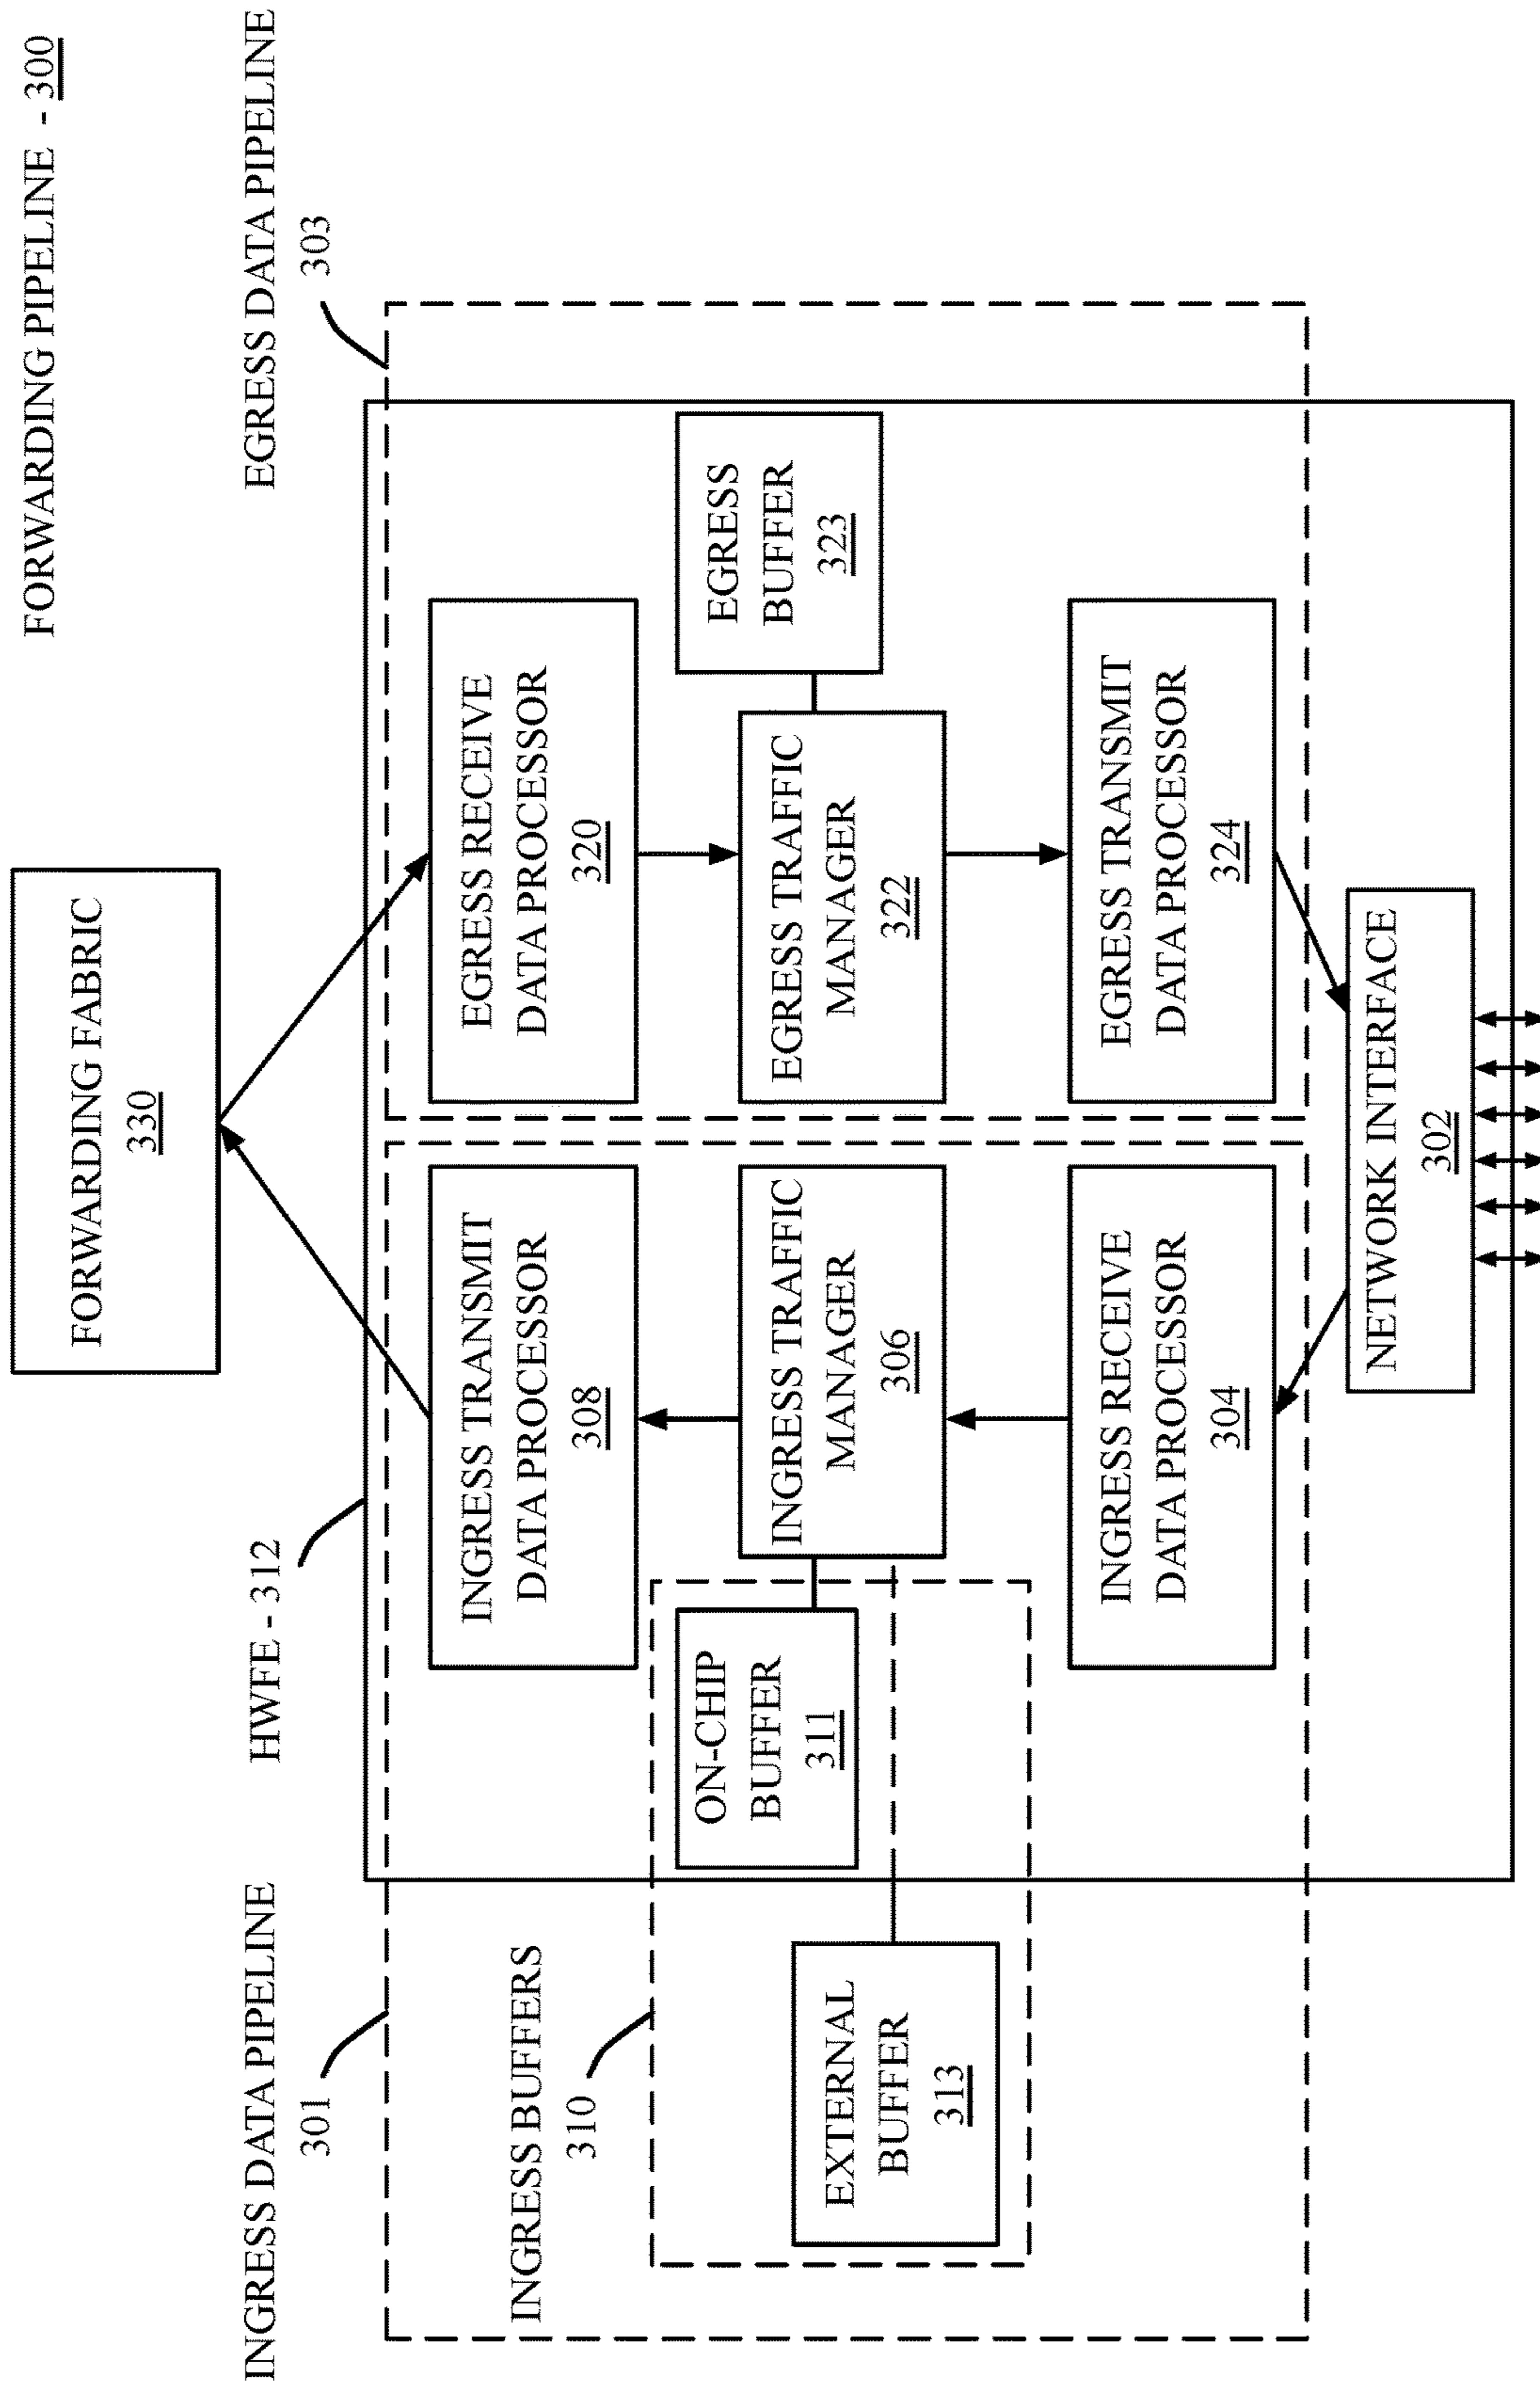 FORWARDING PIPELINE - 300
FORWARDING FABRIC
330
INGRESS DATA PIPELINE
301
HWFE - 312
EGRESS DATA PIPELINE
303
INGRESS BUFFERS
310
INGRESS TRANSMIT
DATA PROCESSOR
308
EGRESS RECEIVE
DATA PROCESSOR
320
ON-CHIP
BUFFER
311
EXTERNAL
BUFFER
313
INGRESS TRAFFIC
MANAGER
306
EGRESS TRAFFIC
MANAGER
322
EGRESS
BUFFER
323
INGRESS RECEIVE
DATA PROCESSOR
304
EGRESS TRANSMIT
DATA PROCESSOR
324
NETWORK INTERFACE
302